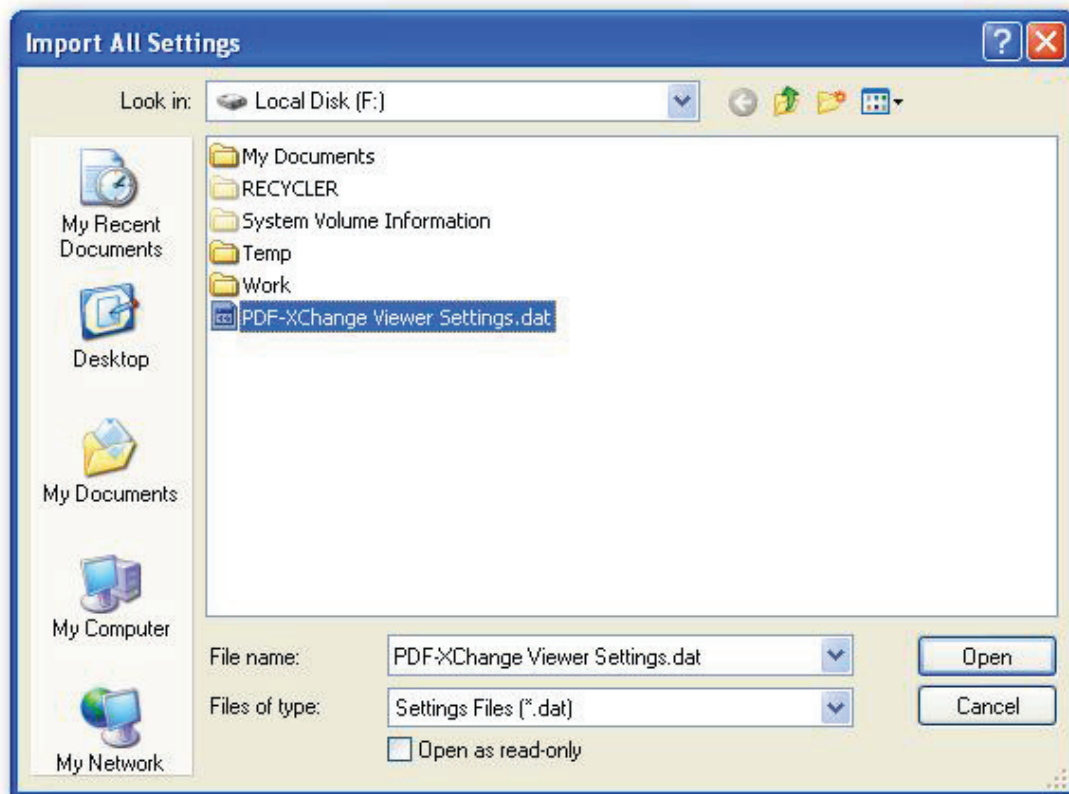 Import All Settings
Look in:
Local Disk (F:)
My Recent
Documents
Desktop
My Documents
My Computer
My Network
My Documents
RECYCLER
System Volume Information
Temp
Work
PDF-XChange Viewer Settings.dat
File name:
PDF-XChange Viewer Settings.dat
Open
Files of type:
Settings Files (*.dat)
Cancel
Open as read-only